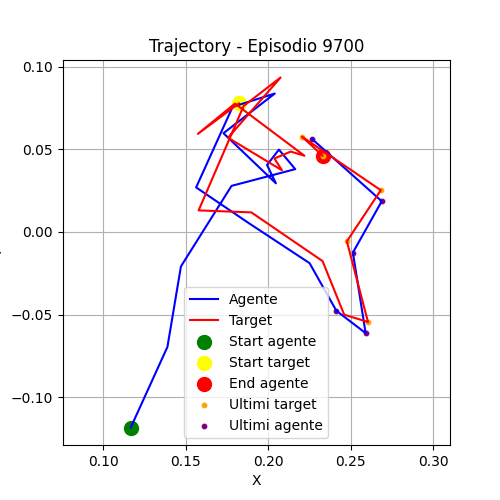 Trajectory - Episodio 9700
0.10
0.05
0.00
−0.05
−0.10
Agente
Target
Start agente
Start target
End agente
Ultimi target
Ultimi agente
0.10 0.15 0.20 0.25 0.30
X